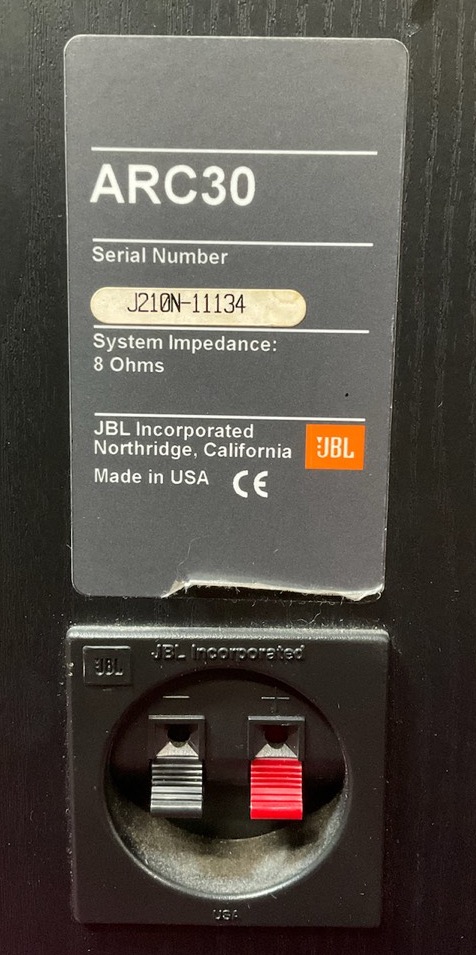 ARC30
Serial Number
J210N-11134
System Impedance:
8 Ohms
JBL Incorporated
Northridge, California
JBL
Made in USA CE
JBL
JBL Incorporated
− +
USA